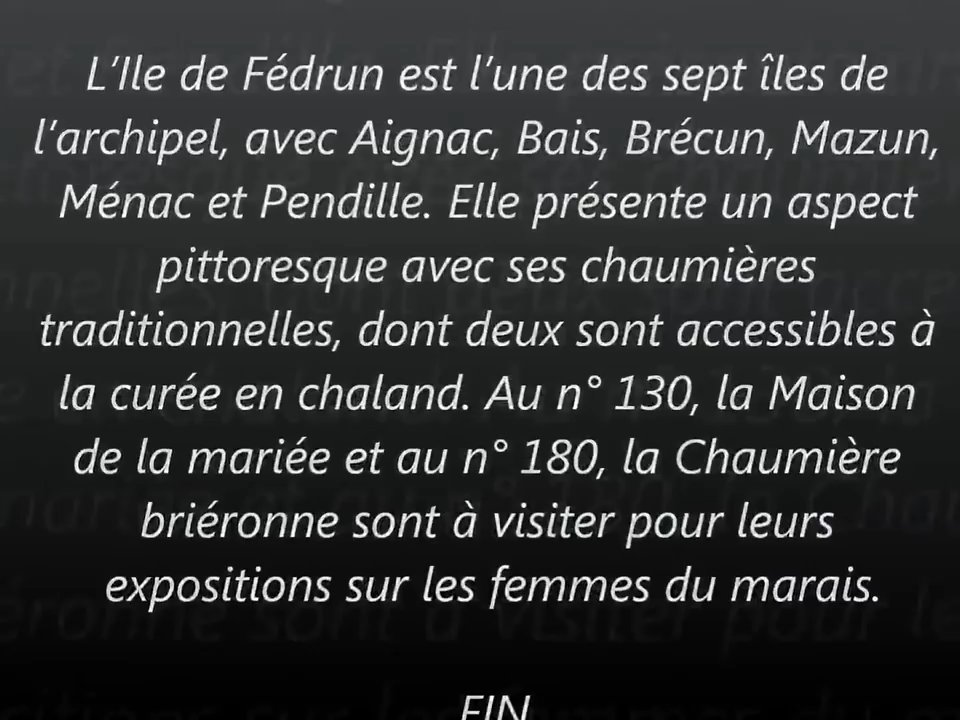 L'Ile de Fédrun est l'une des sept îles de
l'archipel, avec Aignac, Bais, Brécun, Mazun,
Ménac et Pendille. Elle présente un aspect
pittoresque avec ses chaumières
traditionnelles, dont deux sont accessibles à
la curée en chaland. Au n° 130, la Maison
de la mariée et au n° 180, la Chaumière
briéronne sont à visiter pour leurs
expositions sur les femmes du marais.
FIN